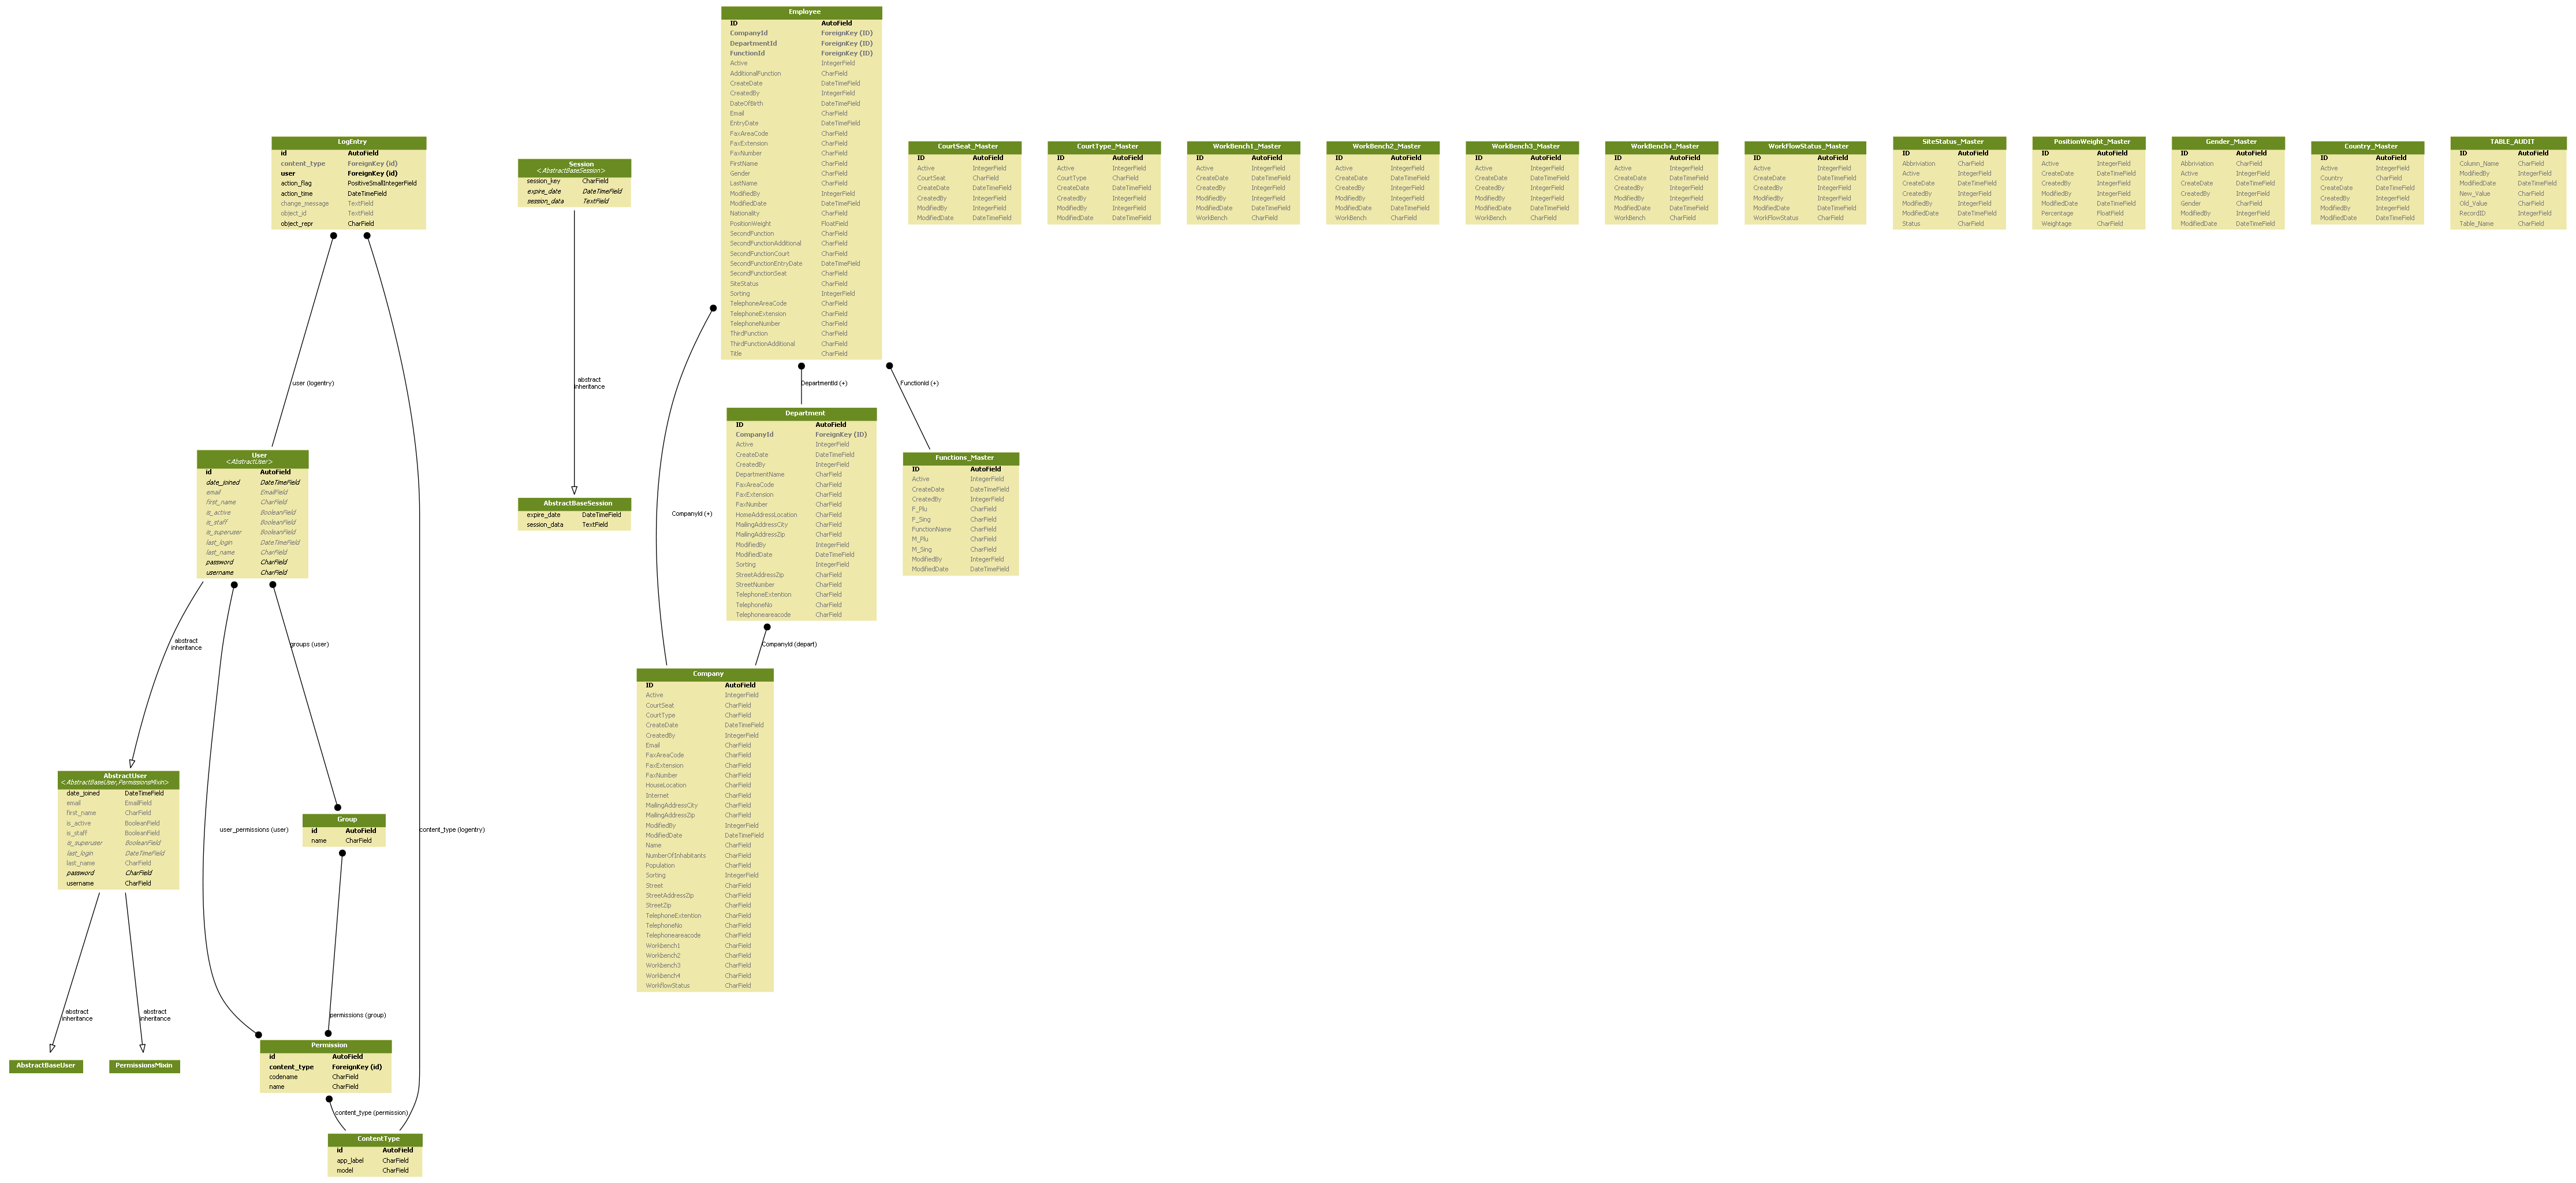 Employee
ID AutoField
CompanyId ForeignKey (ID)
DepartmentId ForeignKey (ID)
FunctionId ForeignKey (ID)
Active IntegerField
AdditionalFunction CharField
CreateDate DateTimeField
CreatedBy IntegerField
DateOfBirth DateTimeField
Email CharField
EntryDate DateTimeField
FaxAreaCode CharField
FaxExtension CharField
FaxNumber CharField
FirstName CharField
Gender CharField
LastName CharField
ModifiedBy IntegerField
ModifiedDate DateTimeField
Nationality CharField
PositionWeight FloatField
SecondFunction CharField
SecondFunctionAdditional CharField
SecondFunctionCourt CharField
SecondFunctionEntryDate DateTimeField
SecondFunctionSeat CharField
SiteStatus CharField
Sorting IntegerField
TelephoneAreaCode CharField
TelephoneExtension CharField
TelephoneNumber CharField
ThirdFunction CharField
ThirdFunctionAdditional CharField
Title CharField
LogEntry
id AutoField
content_type ForeignKey (id)
user ForeignKey (id)
action_flag PositiveSmallIntegerField
action_time DateTimeField
change_message TextField
object_id TextField
object_repr CharField
Session
<AbstractBaseSession>
session_key CharField
expire_date DateTimeField
session_data TextField
CourtSeat_Master
ID AutoField
Active IntegerField
CourtSeat CharField
CreateDate DateTimeField
CreatedBy IntegerField
ModifiedBy IntegerField
ModifiedDate DateTimeField
CourtType_Master
ID AutoField
Active IntegerField
CourtType CharField
CreateDate DateTimeField
CreatedBy IntegerField
ModifiedBy IntegerField
ModifiedDate DateTimeField
WorkBench1_Master
ID AutoField
Active IntegerField
CreateDate DateTimeField
CreatedBy IntegerField
ModifiedBy IntegerField
ModifiedDate DateTimeField
WorkBench CharField
WorkBench2_Master
ID AutoField
Active IntegerField
CreateDate DateTimeField
CreatedBy IntegerField
ModifiedBy IntegerField
ModifiedDate DateTimeField
WorkBench CharField
WorkBench3_Master
ID AutoField
Active IntegerField
CreateDate DateTimeField
CreatedBy IntegerField
ModifiedBy IntegerField
ModifiedDate DateTimeField
WorkBench CharField
WorkBench4_Master
ID AutoField
Active IntegerField
CreateDate DateTimeField
CreatedBy IntegerField
ModifiedBy IntegerField
ModifiedDate DateTimeField
WorkBench CharField
WorkFlowStatus_Master
ID AutoField
Active IntegerField
CreateDate DateTimeField
CreatedBy IntegerField
ModifiedBy IntegerField
ModifiedDate DateTimeField
WorkFlowStatus CharField
SiteStatus_Master
ID AutoField
Abbriviation CharField
Active IntegerField
CreateDate DateTimeField
CreatedBy IntegerField
ModifiedBy IntegerField
ModifiedDate DateTimeField
Status CharField
PositionWeight_Master
ID AutoField
Active IntegerField
CreateDate DateTimeField
CreatedBy IntegerField
ModifiedBy IntegerField
ModifiedDate DateTimeField
Percentage FloatField
Weightage CharField
Gender_Master
ID AutoField
Abbriviation CharField
Active IntegerField
CreateDate DateTimeField
CreatedBy IntegerField
Gender CharField
ModifiedBy IntegerField
ModifiedDate DateTimeField
Country_Master
ID AutoField
Active IntegerField
Country CharField
CreateDate DateTimeField
CreatedBy IntegerField
ModifiedBy IntegerField
ModifiedDate DateTimeField
TABLE_AUDIT
ID AutoField
Column_Name CharField
ModifiedBy IntegerField
ModifiedDate DateTimeField
New_Value CharField
Old_Value CharField
RecordID IntegerField
Table_Name CharField
user (logentry)
abstract
inheritance
DepartmentId (+)
FunctionId (+)
Department
ID AutoField
CompanyId ForeignKey (ID)
Active IntegerField
CreateDate DateTimeField
CreatedBy IntegerField
DepartmentName CharField
FaxAreaCode CharField
FaxExtension CharField
FaxNumber CharField
HomeAddressLocation CharField
MailingAddressCity CharField
MailingAddressZip CharField
ModifiedBy IntegerField
ModifiedDate DateTimeField
Sorting IntegerField
StreetAddressZip CharField
StreetNumber CharField
TelephoneExtention CharField
TelephoneNo CharField
Telephoneareacode CharField
Functions_Master
ID AutoField
Active IntegerField
CreateDate DateTimeField
CreatedBy IntegerField
F_Plu CharField
F_Sing CharField
FunctionName CharField
M_Plu CharField
M_Sing CharField
ModifiedBy IntegerField
ModifiedDate DateTimeField
User
<AbstractUser>
id AutoField
date_joined DateTimeField
email EmailField
first_name CharField
is_active BooleanField
is_staff BooleanField
is_superuser BooleanField
last_login DateTimeField
last_name CharField
password CharField
username CharField
AbstractBaseSession
expire_date DateTimeField
session_data TextField
CompanyId (+)
abstract
inheritance
groups (user)
CompanyId (depart)
Company
ID AutoField
Active IntegerField
CourtSeat CharField
CourtType CharField
CreateDate DateTimeField
CreatedBy IntegerField
Email CharField
FaxAreaCode CharField
FaxExtension CharField
FaxNumber CharField
HouseLocation CharField
Internet CharField
MailingAddressCity CharField
MailingAddressZip CharField
ModifiedBy IntegerField
ModifiedDate DateTimeField
Name CharField
NumberOfInhabitants CharField
Population CharField
Sorting IntegerField
Street CharField
StreetAddressZip CharField
StreetZip CharField
TelephoneExtention CharField
TelephoneNo CharField
Telephoneareacode CharField
Workbench1 CharField
Workbench2 CharField
Workbench3 CharField
Workbench4 CharField
WorkflowStatus CharField
AbstractUser
<AbstractBaseUser,PermissionsMixin>
date_joined DateTimeField
email EmailField
first_name CharField
is_active BooleanField
is_staff BooleanField
is_superuser BooleanField
last_login DateTimeField
last_name CharField
password CharField
username CharField
user_permissions (user)
Group
id AutoField
name CharField
content_type (logentry)
abstract
inheritance
abstract
inheritance
permissions (group)
AbstractBaseUser
PermissionsMixin
Permission
id AutoField
content_type ForeignKey (id)
codename CharField
name CharField
content_type (permission)
ContentType
id AutoField
app_label CharField
model CharField